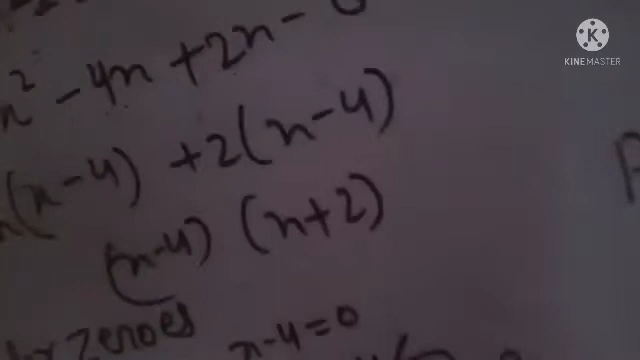 x² - 4x + 2x -
x(x-4) + 2(x-4)
(x-4) (x+2)
zeroes
x-4=0
K
KINEMASTER